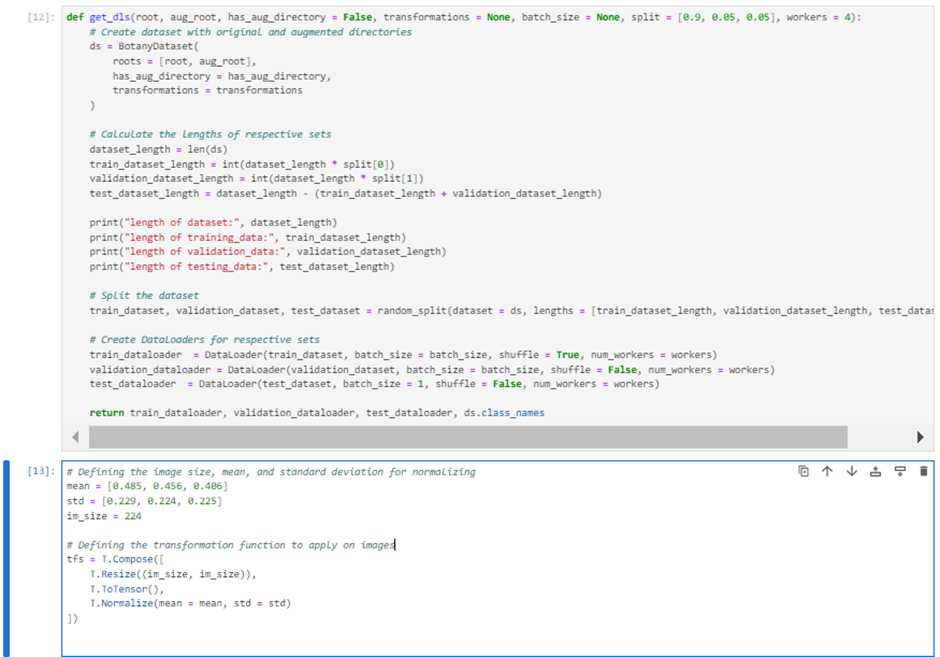 [12]: def get_dls(root, aug_root, has_aug_directory = False, transformations = None, batch_size = None, split = [0.9, 0.05, 0.05], workers = 4):
# Create dataset with original and augmented directories
ds = BotanyDataset(
roots = [root, aug_root],
has_aug_directory = has_aug_directory,
transformations = transformations
)
# Calculate the lengths of respective sets
dataset_length = len(ds)
train_dataset_length = int(dataset_length * split[0])
validation_dataset_length = int(dataset_length * split[1])
test_dataset_length = dataset_length - (train_dataset_length + validation_dataset_length)
print("length of dataset:", dataset_length)
print("length of training_data:", train_dataset_length)
print("length of validation_data:", validation_dataset_length)
print("length of testing_data:", test_dataset_length)
# Split the dataset
train_dataset, validation_dataset, test_dataset = random_split(dataset = ds, lengths = [train_dataset_length, validation_dataset_length, test_datas
# Create DataLoaders for respective sets
train_dataloader = DataLoader(train_dataset, batch_size = batch_size, shuffle = True, num_workers = workers)
validation_dataloader = DataLoader(validation_dataset, batch_size = batch_size, shuffle = False, num_workers = workers)
test_dataloader = DataLoader(test_dataset, batch_size = 1, shuffle = False, num_workers = workers)
return train_dataloader, validation_dataloader, test_dataloader, ds.class_names
[13]: # Defining the image size, mean, and standard deviation for normalizing
mean = [0.485, 0.456, 0.406]
std = [0.229, 0.224, 0.225]
im_size = 224
# Defining the transformation function to apply on images
tfs = T.Compose([
T.Resize((im_size, im_size)),
T.ToTensor(),
T.Normalize(mean = mean, std = std)
])